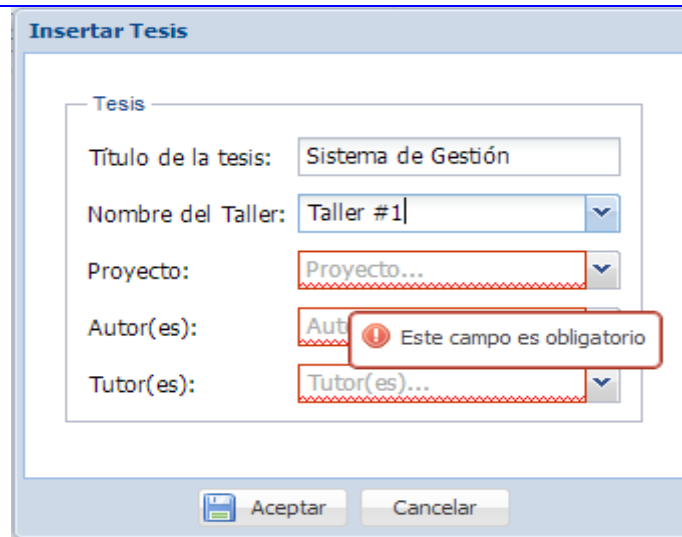 Insertar Tesis
Tesis
Título de la tesis: Sistema de Gestión
Nombre del Taller: Taller #1
Proyecto: Proyecto...
Autor(es):
Este campo es obligatorio
Tutor(es): Tutor(es)...
Aceptar Cancelar